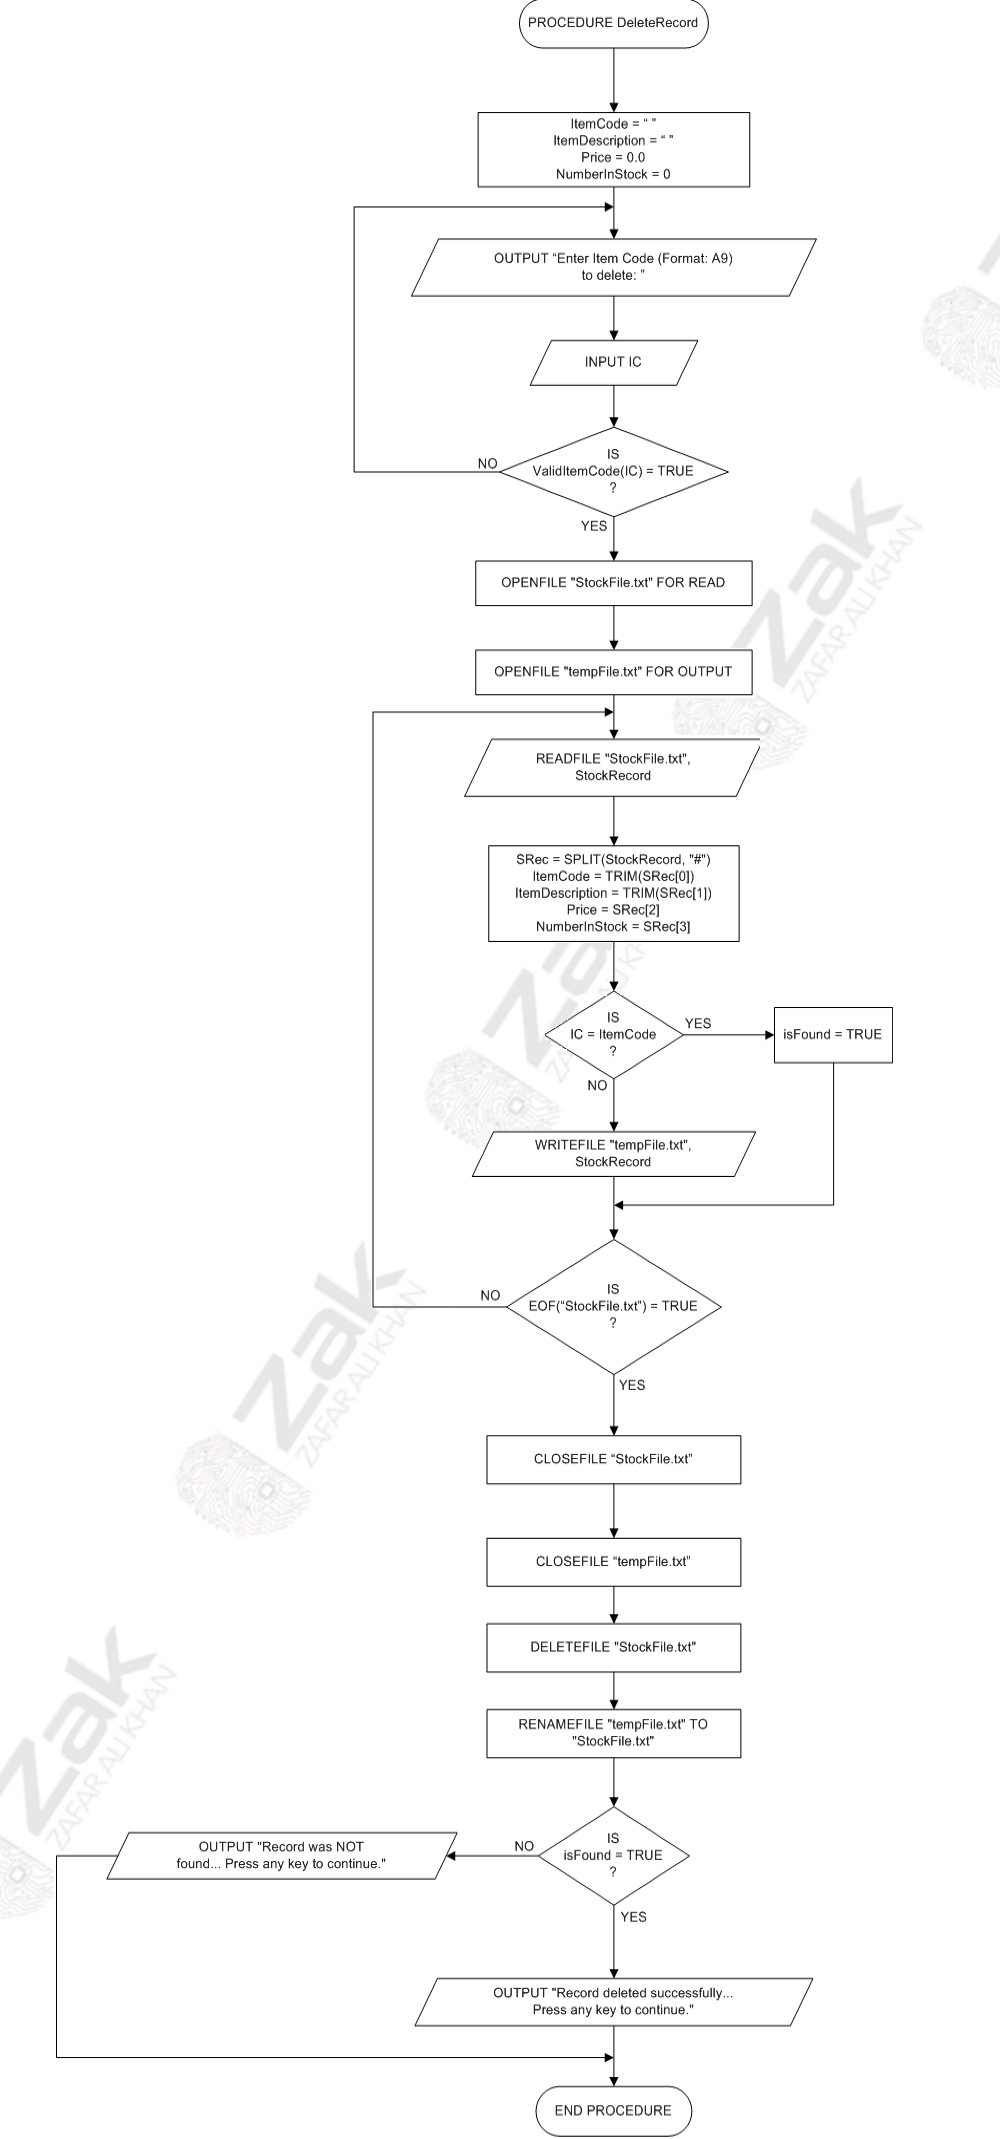 PROCEDURE DeleteRecord
ItemCode = “ ”
ItemDescription = “ ”
Price = 0.0
NumberInStock = 0
OUTPUT “Enter Item Code (Format: A9)
to delete: ”
INPUT IC
IS
ValidItemCode(IC) = TRUE
?
NO
YES
OPENFILE "StockFile.txt" FOR READ
OPENFILE "tempFile.txt" FOR OUTPUT
READFILE "StockFile.txt",
StockRecord
SRec = SPLIT(StockRecord, "#")
ItemCode = TRIM(SRec[0])
ItemDescription = TRIM(SRec[1])
Price = SRec[2]
NumberInStock = SRec[3]
IS
IC = ItemCode
?
YES
isFound = TRUE
NO
WRITEFILE "tempFile.txt",
StockRecord
IS
EOF(“StockFile.txt”) = TRUE
?
NO
YES
CLOSEFILE “StockFile.txt”
CLOSEFILE “tempFile.txt”
DELETEFILE "StockFile.txt"
RENAMEFILE "tempFile.txt" TO
"StockFile.txt"
IS
isFound = TRUE
?
NO
OUTPUT "Record was NOT
found... Press any key to continue."
YES
OUTPUT "Record deleted successfully...
Press any key to continue."
END PROCEDURE
Zak
ZAFAR ALI KHAN
Zak
ZAFAR ALI KHAN
Zak
ZAFAR ALI KHAN